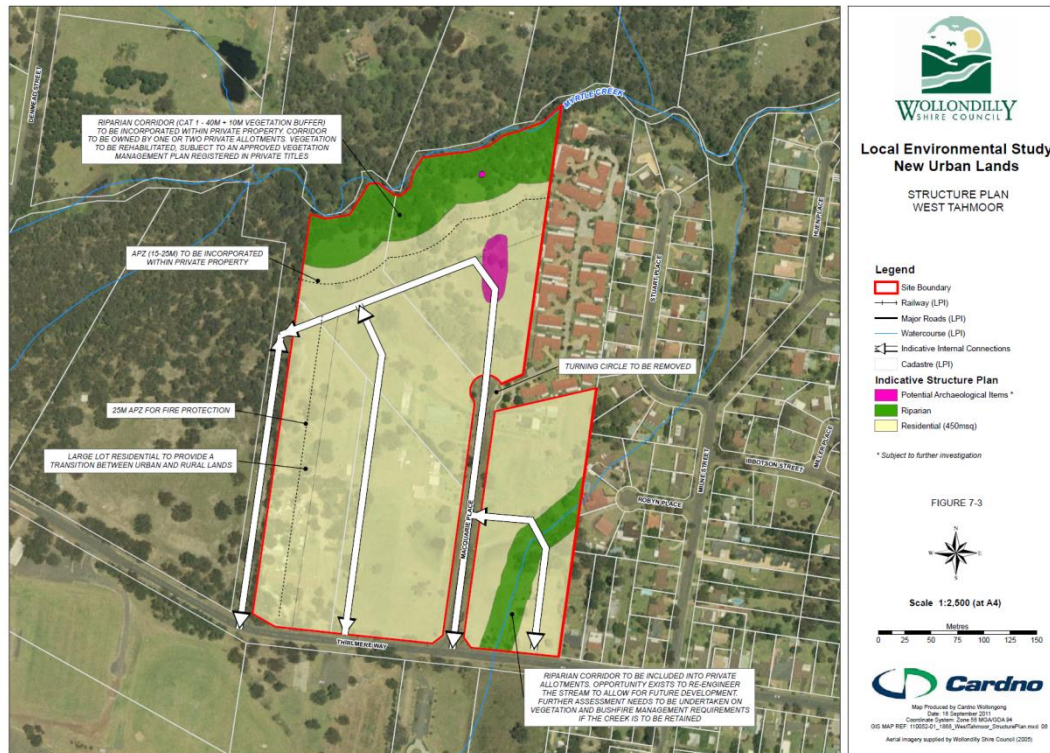 DENMEAD STREET
MYRTLE CREEK
RIPARIAN CORRIDOR (CAT 1 - 40M + 10M VEGETATION BUFFER)
TO BE INCORPORATED WITHIN PRIVATE PROPERTY. CORRIDOR
TO BE OWNED BY ONE OR TWO PRIVATE ALLOTMENTS. VEGETATION
TO BE REHABILITATED, SUBJECT TO AN APPROVED VEGETATION
MANAGEMENT PLAN REGISTERED IN PRIVATE TITLES
APZ (15-25M) TO BE INCORPORATED
WITHIN PRIVATE PROPERTY
STUART PLACE
TURNING CIRCLE TO BE REMOVED
25M APZ FOR FIRE PROTECTION
LARGE LOT RESIDENTIAL TO PROVIDE A
TRANSITION BETWEEN URBAN AND RURAL LANDS
IBBOTSON STREET
ROBYN PLACE
MACQUARIE PLACE
THIRLMERE WAY
RIPARIAN CORRIDOR TO BE INCLUDED INTO PRIVATE
ALLOTMENTS. OPPORTUNITY EXISTS TO RE-ENGINEER
THE STREAM TO ALLOW FOR FUTURE DEVELOPMENT.
FURTHER ASSESSMENT NEEDS TO BE UNDERTAKEN ON
VEGETATION AND BUSHFIRE MANAGEMENT REQUIREMENTS
IF THE CREEK IS TO BE RETAINED
WOLLONDILLY
SHIRE COUNCIL
Local Environmental Study
New Urban Lands
STRUCTURE PLAN
WEST TAHMOOR
Legend
Site Boundary
Railway (LPI)
Major Roads (LPI)
Watercourse (LPI)
Indicative Internal Connections
Cadastre (LPI)
Indicative Structure Plan
Potential Archaeological Items *
Riparian
Residential (450msq)
* Subject to further investigation
FIGURE 7-3
N
W E
S
Scale 1:2,500 (at A4)
Metres
0 25 50 75 100 125 150
Cardno
Map Produced by Cardno Wollongong
Date: 16 September 2011
Coordinate System: Zone 56 MGA/GDA 94
Aerial imagery supplied by Wollondilly Shire Council (2005)